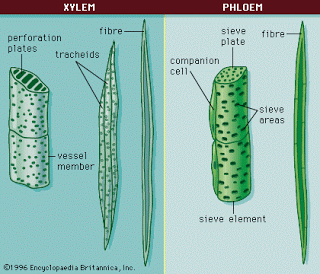 XYLEM
perforation
plates
tracheids
fibre
vessel
member
©1996 Encyclopaedia Britannica, Inc.
PHLOEM
sieve
plate
fibre
companion
cell
sieve
areas
sieve element